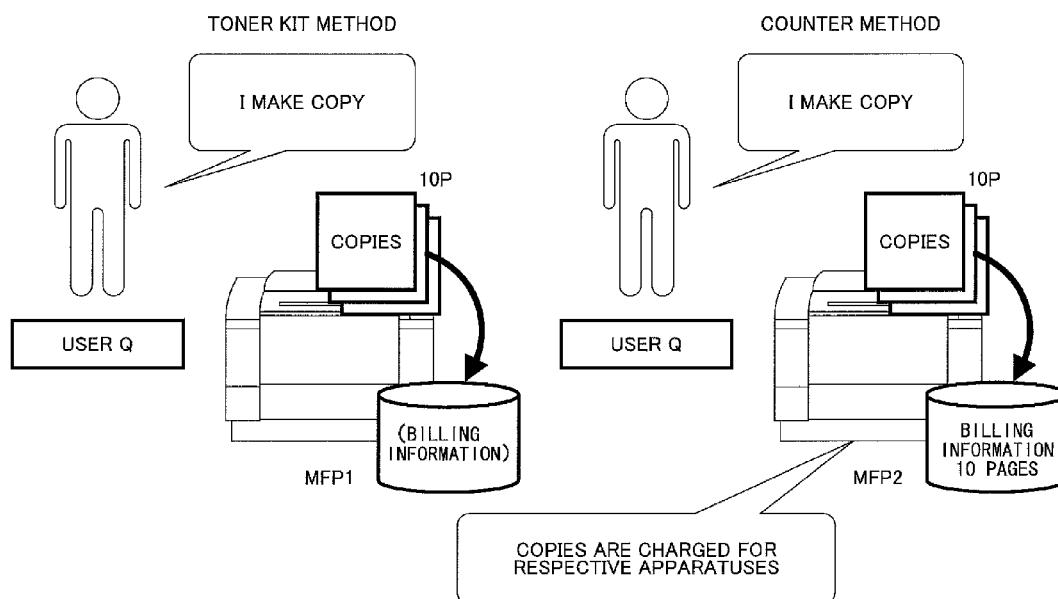 TONER KIT METHOD
I MAKE COPY
10P
COPIES
USER Q
(BILLING
INFORMATION)
MFP1
COUNTER METHOD
I MAKE COPY
10P
COPIES
USER Q
BILLING
INFORMATION
10 PAGES
MFP2
COPIES ARE CHARGED FOR
RESPECTIVE APPARATUSES